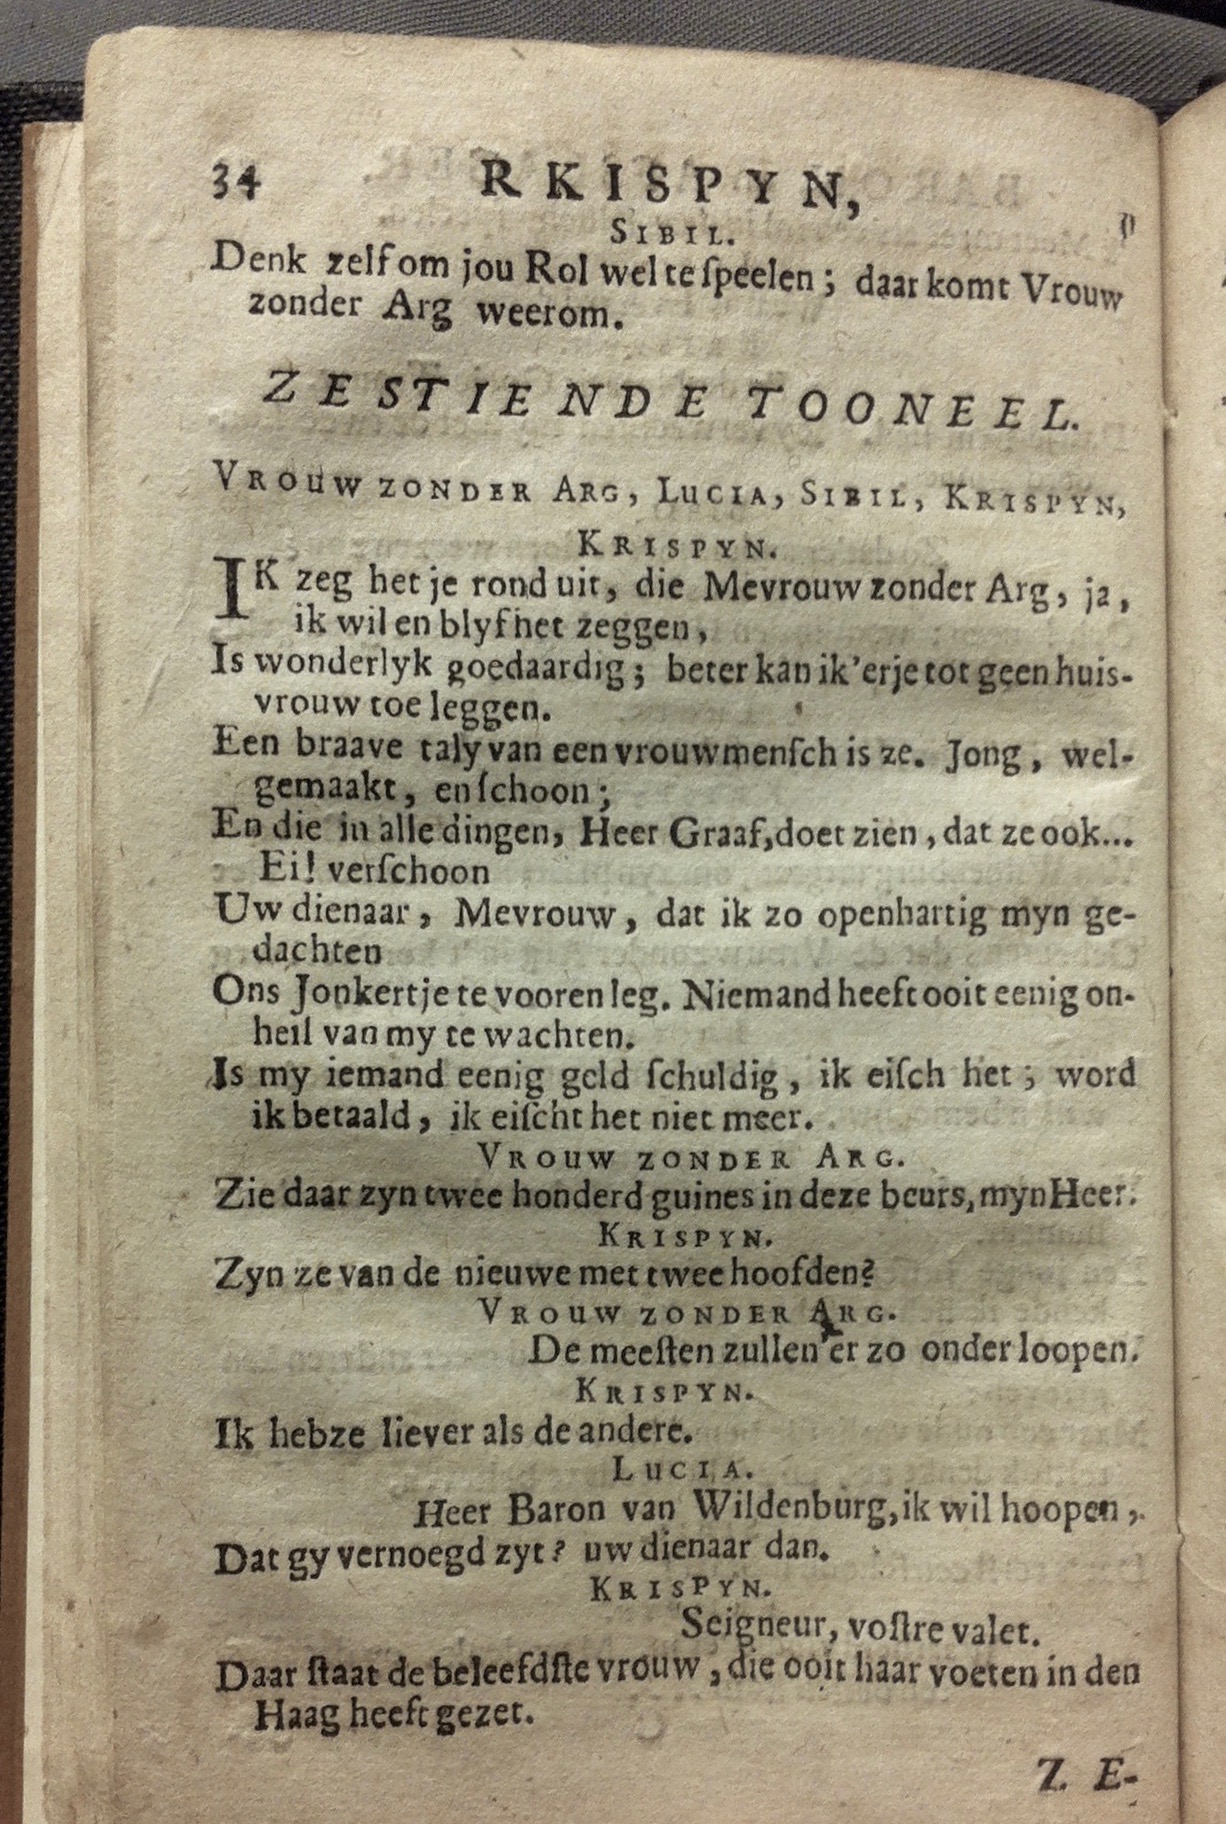 34 RKISPYN,
SIBIL.
Denk zelf om jou Rol wel te ſpeelen; daar komt Vrouw
zonder Arg weerom.
ZESTIENDE TOONEEL.
VROUW ZONDER ARG, LUCIA, SIBIL, KRISPYN,
KRISPYN.
IK zeg het je rond uit, die Mevrouw zonder Arg, ja,
ik wil en blyf het zeggen,
Is wonderlyk goedaardig; beter kan ik 'er je tot geen huis-
vrouw toe leggen.
Een braave taly van een vrouwmenſch is ze. Jong, wel-
gemaakt, en ſchoon;
En die in alle dingen, Heer Graaf, doet zien, dat ze ook...
Ei! verſchoon
Uw dienaar, Mevrouw, dat ik zo openhartig myn ge-
dachten
Ons Jonkertje te vooren leg. Niemand heeft ooit eenig on-
heil van my te wachten.
Is my iemand eenig geld ſchuldig, ik eiſch het; word
ik betaald, ik eiſcht het niet meer.
VROUW ZONDER ARG.
Zie daar zyn twee honderd guines in deze beurs, myn Heer.
KRISPYN.
Zyn ze van de nieuwe met twee hoofden?
VROUW ZONDER ARG.
De meeſten zullen 'er zo onder loopen.
KRISPYN.
Ik hebze liever als de andere.
LUCIA.
Heer Baron van Wildenburg, ik wil hoopen,
Dat gy vernoegd zyt? uw dienaar dan.
KRISPYN.
Seigneur, voſtre valet.
Daar ſtaat de beleefdſte vrouw, die ooit haar voeten in den
Haag heeft gezet.
Z E-